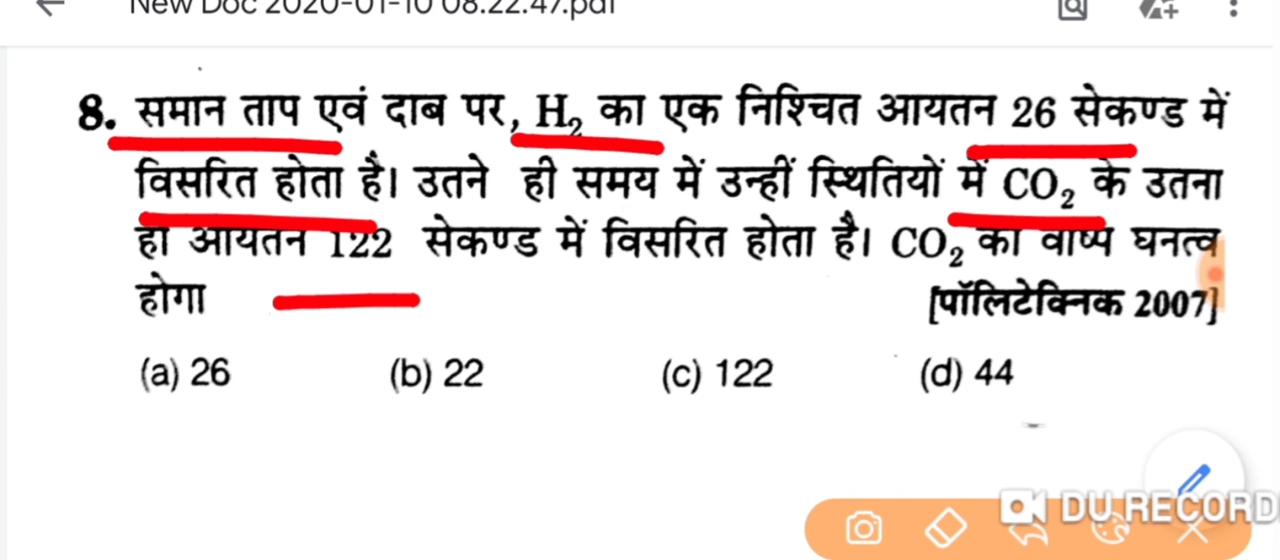 New Doc 2020-01-10 08.22.47.pdf
8. समान ताप एवं दाब पर, H₂ का एक निश्चित आयतन 26 सेकण्ड में
विसरित होता है। उतने ही समय में उन्हीं स्थितियों में CO₂ के उतना
ही आयतन 122 सेकण्ड में विसरित होता है। CO₂ का वाष्प घनत्व
होगा [पॉलिटेक्निक 2007]
(a) 26 (b) 22 (c) 122 (d) 44
DU RECORD